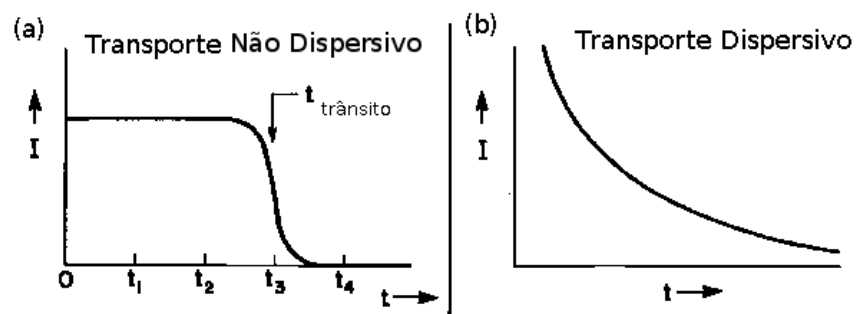 (a)
Transporte Não Dispersivo
t trânsito
I
0 t1 t2 t3 t4
t
(b)
Transporte Dispersivo
I
t